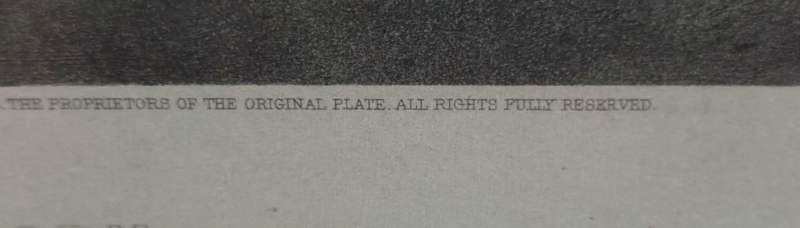 THE PROPRIETORS OF THE ORIGINAL PLATE. ALL RIGHTS FULLY RESERVED.